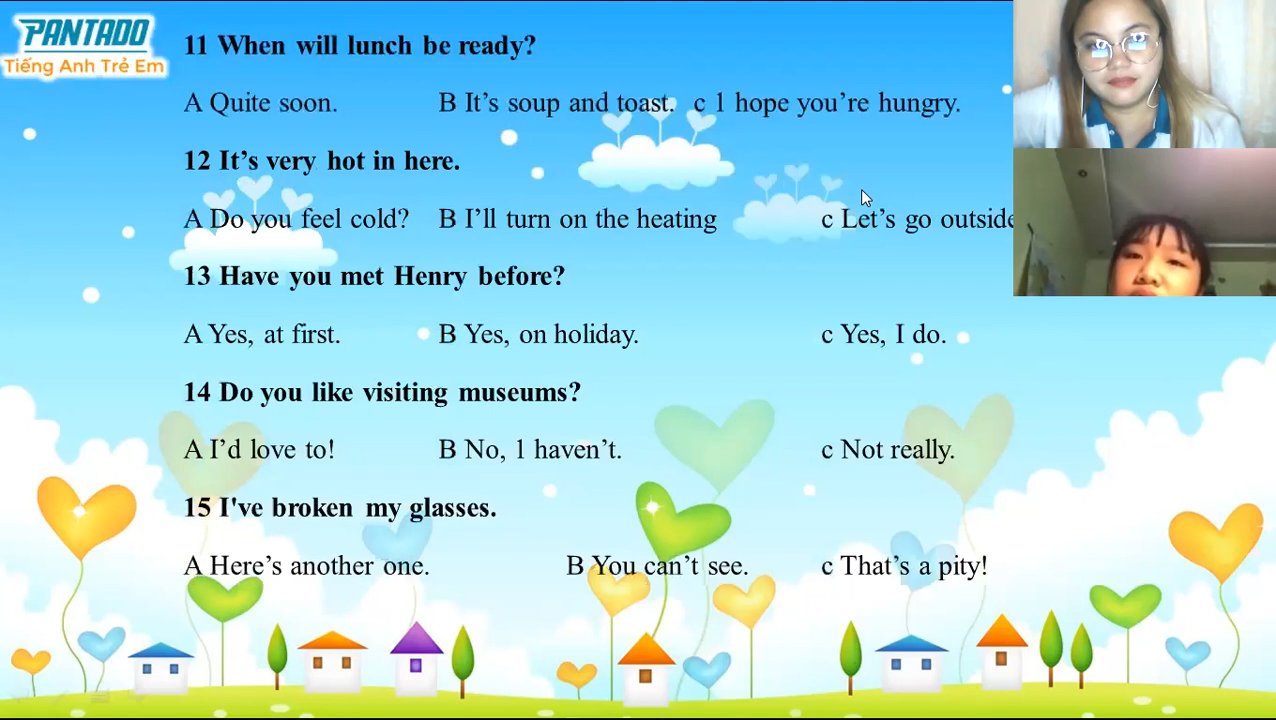 PANTADO
Tiếng Anh Trẻ Em
11 When will lunch be ready?
A Quite soon. B It's soup and toast. c 1 hope you're hungry.
12 It's very hot in here.
A Do you feel cold? B I'll turn on the heating c Let's go outside
13 Have you met Henry before?
A Yes, at first. B Yes, on holiday. c Yes, I do.
14 Do you like visiting museums?
A I'd love to! B No, 1 haven't. c Not really.
15 I've broken my glasses.
A Here's another one. B You can't see. c That's a pity!